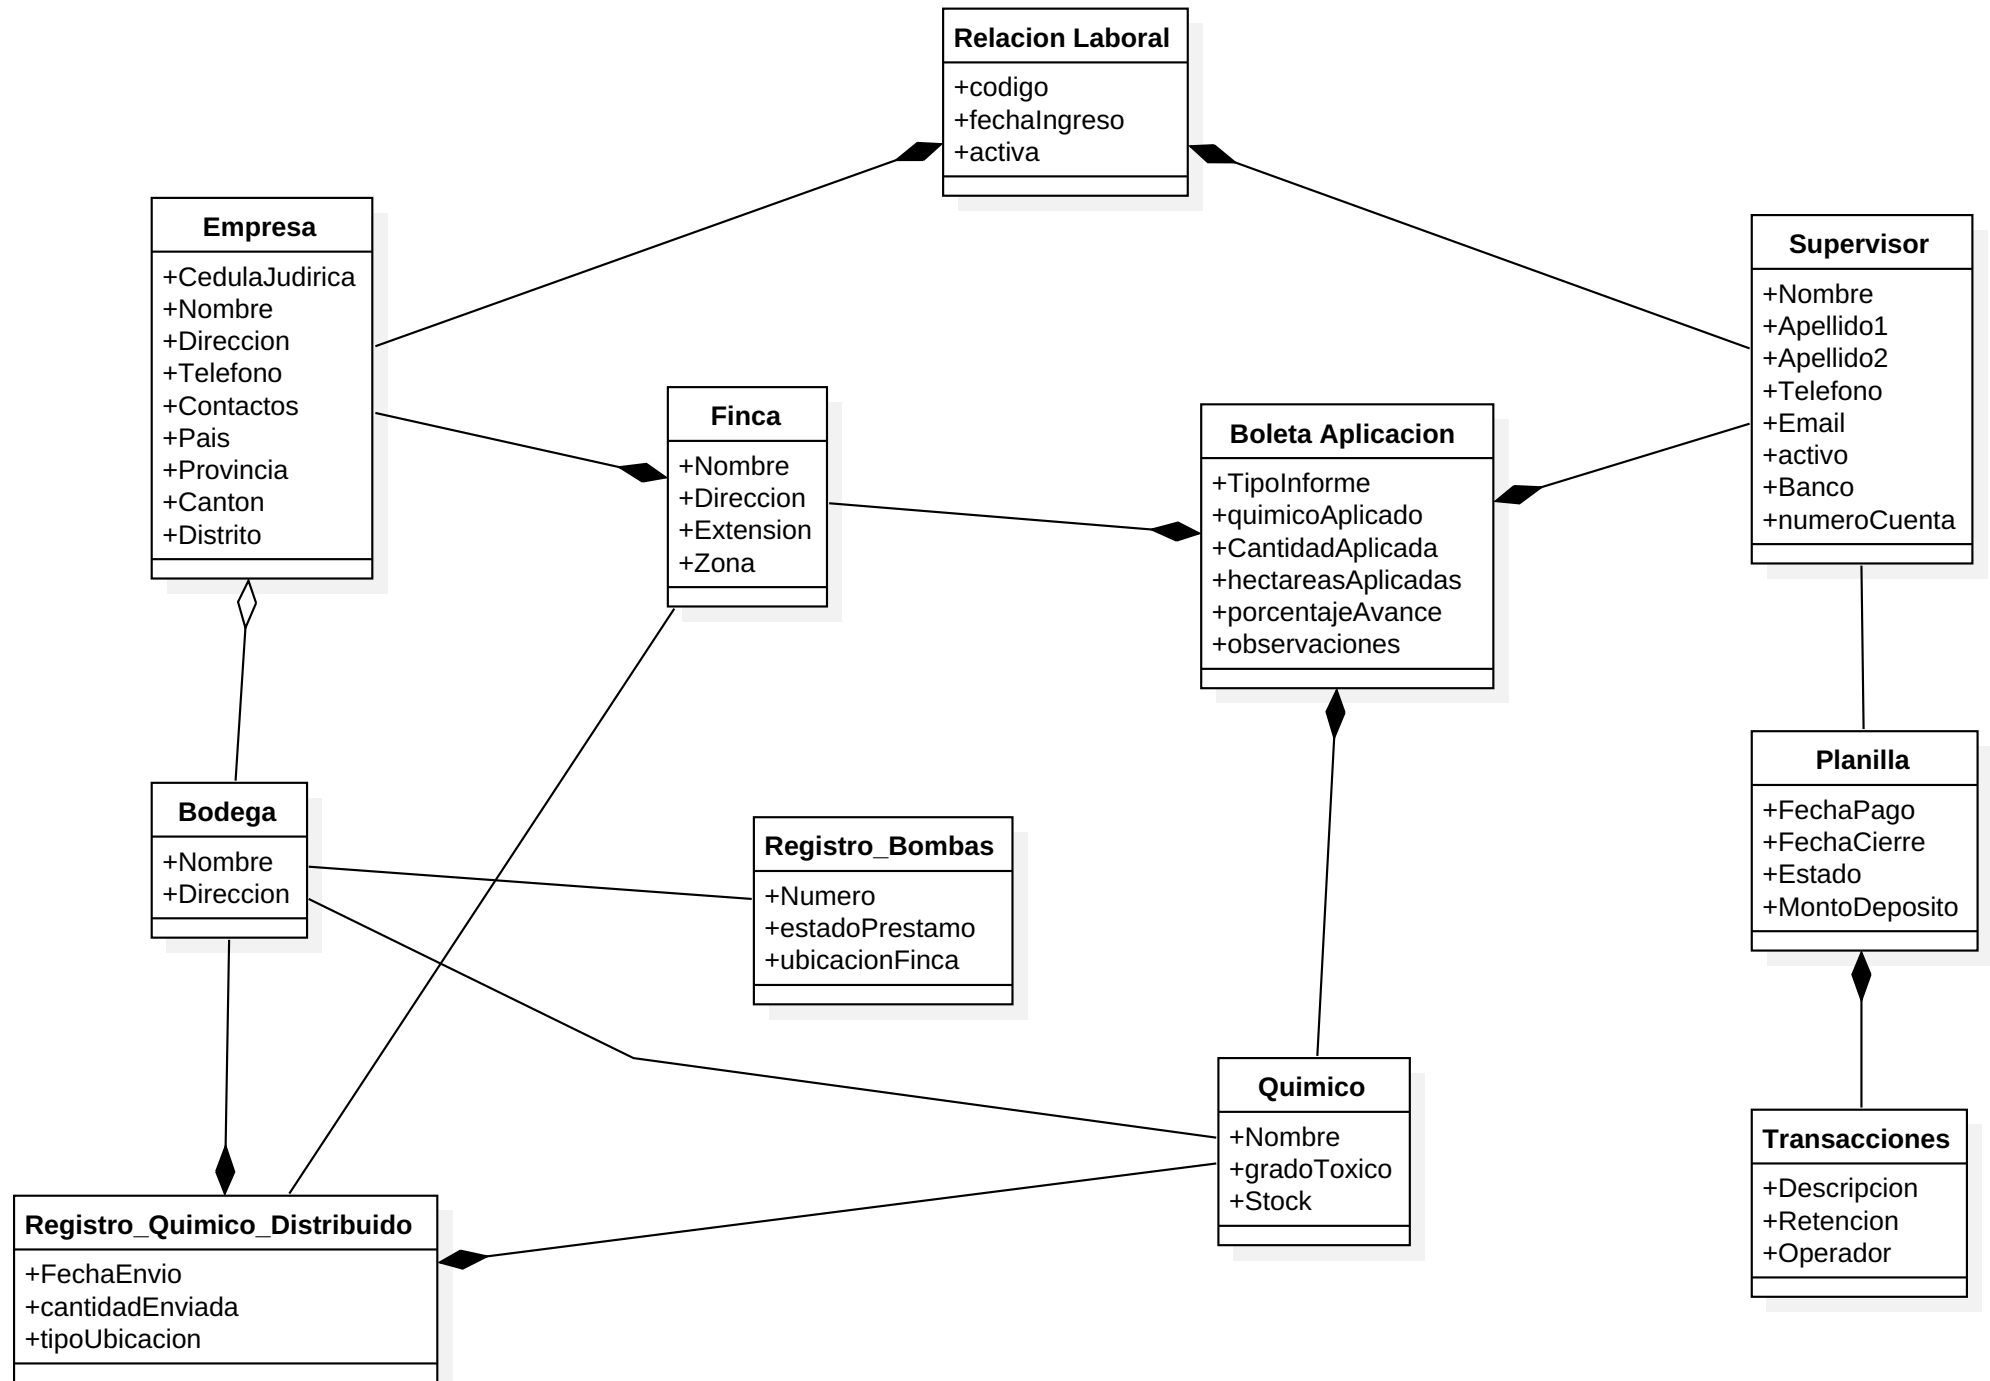 Relacion Laboral
+codigo
+fechaIngreso
+activa
Empresa
+CedulaJudirica
+Nombre
+Direccion
+Telefono
+Contactos
+Pais
+Provincia
+Canton
+Distrito
Supervisor
+Nombre
+Apellido1
+Apellido2
+Telefono
+Email
+activo
+Banco
+numeroCuenta
Finca
+Nombre
+Direccion
+Extension
+Zona
Boleta Aplicacion
+TipoInforme
+quimicoAplicado
+CantidadAplicada
+hectareasAplicadas
+porcentajeAvance
+observaciones
Bodega
+Nombre
+Direccion
Registro_Bombas
+Numero
+estadoPrestamo
+ubicacionFinca
Planilla
+FechaPago
+FechaCierre
+Estado
+MontoDeposito
Quimico
+Nombre
+gradoToxico
+Stock
Transacciones
+Descripcion
+Retencion
+Operador
Registro_Quimico_Distribuido
+FechaEnvio
+cantidadEnviada
+tipoUbicacion